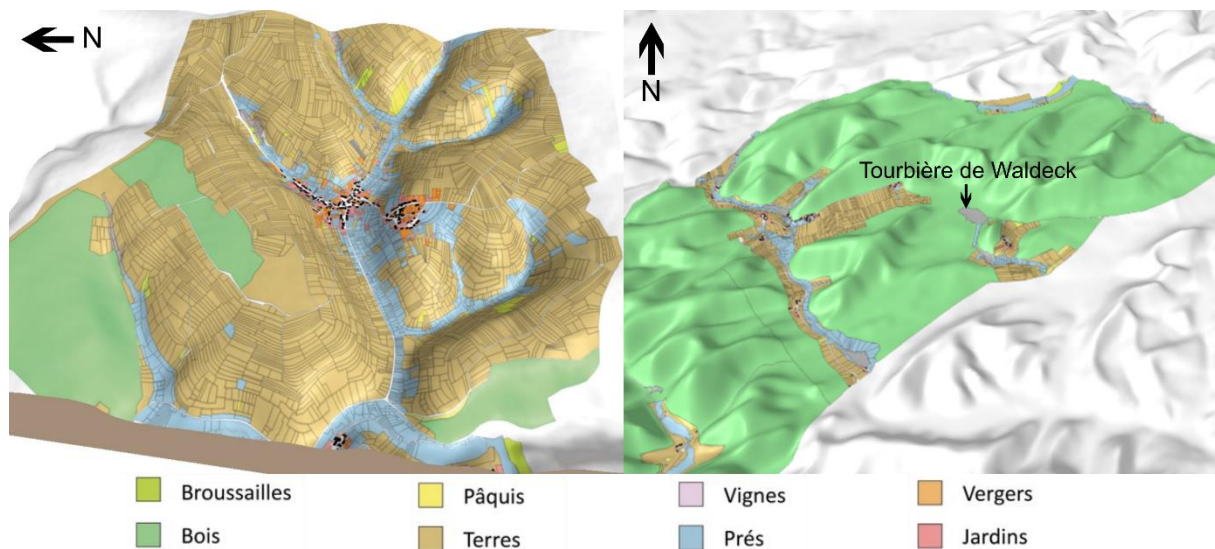 N
N
Tourbière de Waldeck
Broussailles
Pâquis
Vignes
Vergers
Bois
Terres
Prés
Jardins